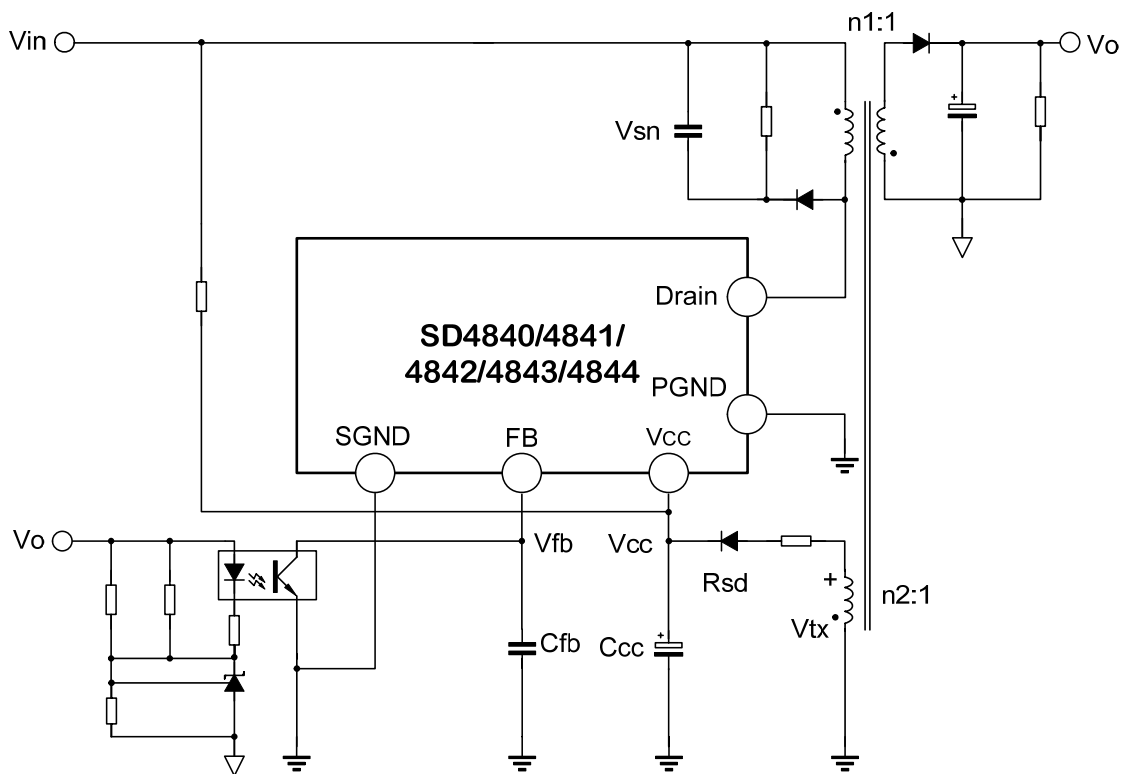 n1:1
Vin
Vo
Vsn
Drain
SD4840/4841/
4842/4843/4844
PGND
SGND
FB
Vcc
Vo
Vfb
Vcc
Rsd
n2:1
Vtx
Cfb
Ccc
+
+
+